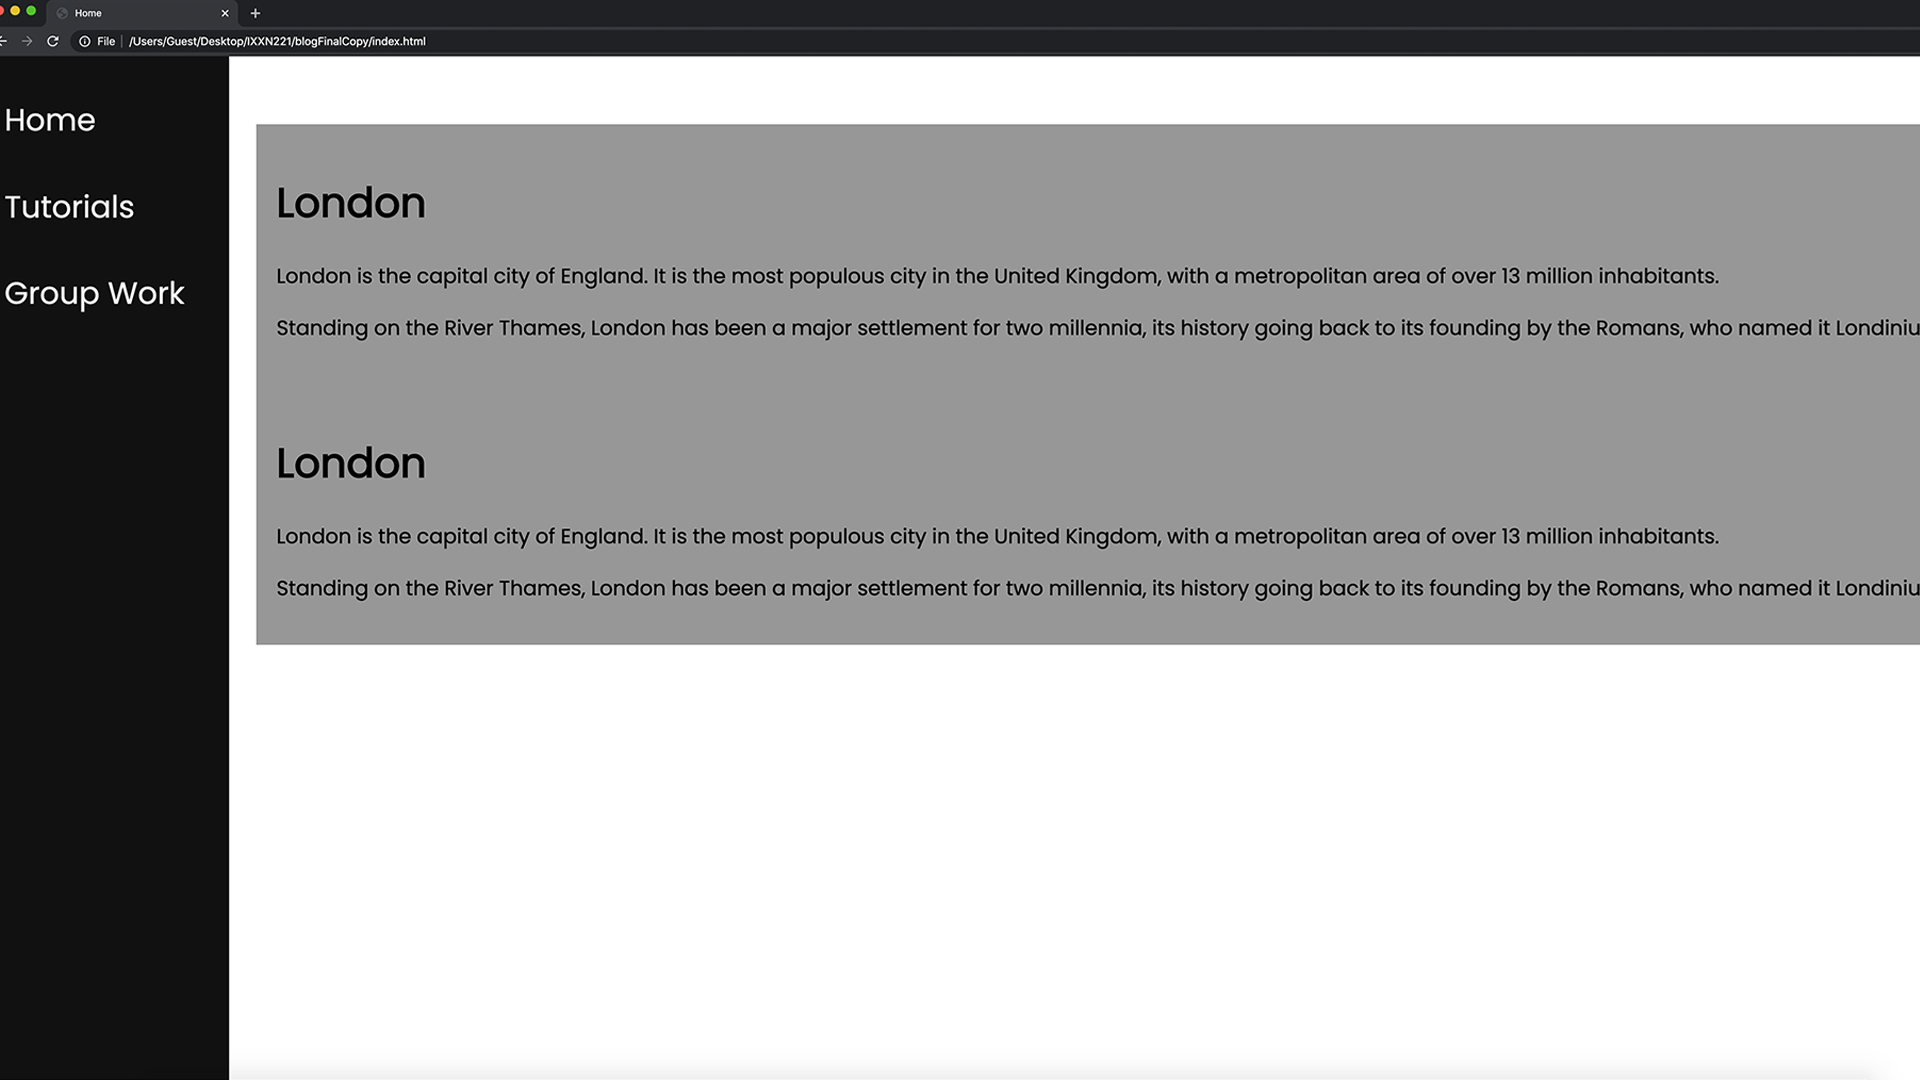 Home
File
/Users/Guest/Desktop/IXXN221/blogFinalCopy/index.html
Home
Tutorials
Group Work
London
London is the capital city of England. It is the most populous city in the United Kingdom, with a metropolitan area of over 13 million inhabitants.
Standing on the River Thames, London has been a major settlement for two millennia, its history going back to its founding by the Romans, who named it Londiniu
London
London is the capital city of England. It is the most populous city in the United Kingdom, with a metropolitan area of over 13 million inhabitants.
Standing on the River Thames, London has been a major settlement for two millennia, its history going back to its founding by the Romans, who named it Londiniu